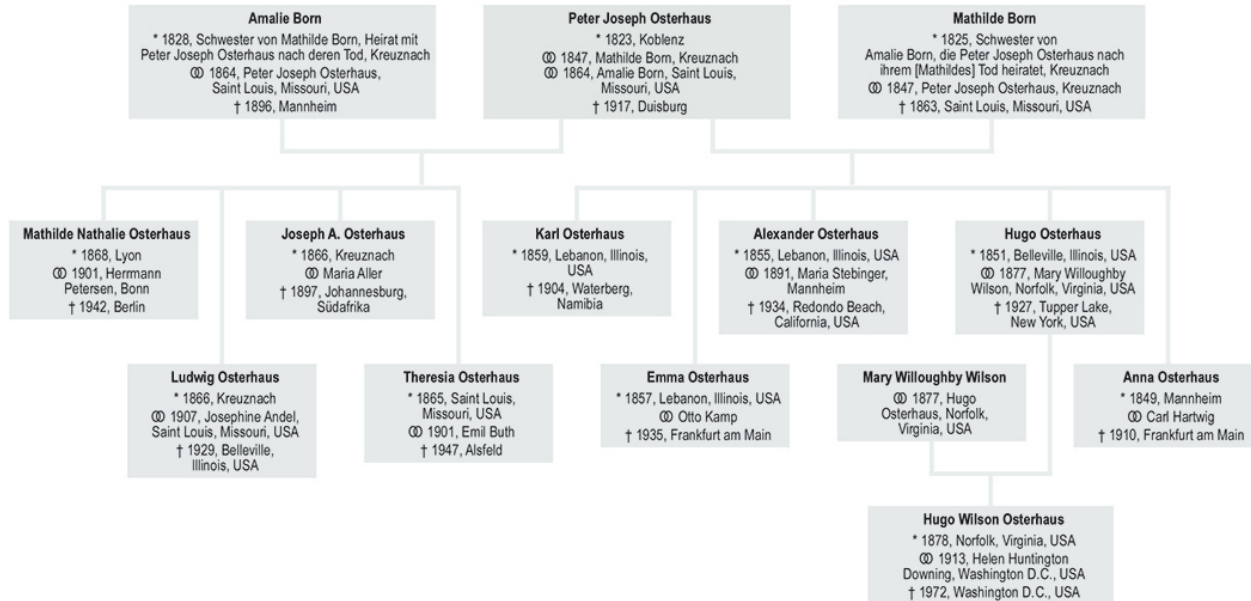 Amalie Born
* 1828, Schwester von Mathilde Born, Heirat mit
Peter Joseph Osterhaus nach deren Tod, Kreuznach
⚭ 1864, Peter Joseph Osterhaus,
Saint Louis, Missouri, USA
† 1896, Mannheim
Peter Joseph Osterhaus
* 1823, Koblenz
⚭ 1847, Mathilde Born, Kreuznach
⚭ 1864, Amalie Born, Saint Louis,
Missouri, USA
† 1917, Duisburg
Mathilde Born
* 1825, Schwester von
Amalie Born, die Peter Joseph Osterhaus nach
ihrem [Mathildes] Tod heiratet, Kreuznach
⚭ 1847, Peter Joseph Osterhaus, Kreuznach
† 1863, Saint Louis, Missouri, USA
Mathilde Nathalie Osterhaus
* 1868, Lyon
⚭ 1901, Herrmann
Petersen, Bonn
† 1942, Berlin
Joseph A. Osterhaus
* 1866, Kreuznach
⚭ Maria Aller
† 1897, Johannesburg,
Südafrika
Karl Osterhaus
* 1859, Lebanon, Illinois,
USA
† 1904, Waterberg,
Namibia
Alexander Osterhaus
* 1855, Lebanon, Illinois, USA
⚭ 1891, Maria Stebinger,
Mannheim
† 1934, Redondo Beach,
California, USA
Hugo Osterhaus
* 1851, Belleville, Illinois, USA
⚭ 1877, Mary Willoughby
Wilson, Norfolk, Virginia, USA
† 1927, Tupper Lake,
New York, USA
Ludwig Osterhaus
* 1866, Kreuznach
⚭ 1907, Josephine Andel,
Saint Louis, Missouri, USA
† 1929, Belleville,
Illinois, USA
Theresia Osterhaus
* 1865, Saint Louis,
Missouri, USA
⚭ 1901, Emil Buth
† 1947, Alsfeld
Emma Osterhaus
* 1857, Lebanon, Illinois, USA
⚭ Otto Kamp
† 1935, Frankfurt am Main
Mary Willoughby Wilson
⚭ 1877, Hugo
Osterhaus, Norfolk,
Virginia, USA
Anna Osterhaus
* 1849, Mannheim
⚭ Carl Hartwig
† 1910, Frankfurt am Main
Hugo Wilson Osterhaus
* 1878, Norfolk, Virginia, USA
⚭ 1913, Helen Huntington
Downing, Washington D.C., USA
† 1972, Washington D.C., USA